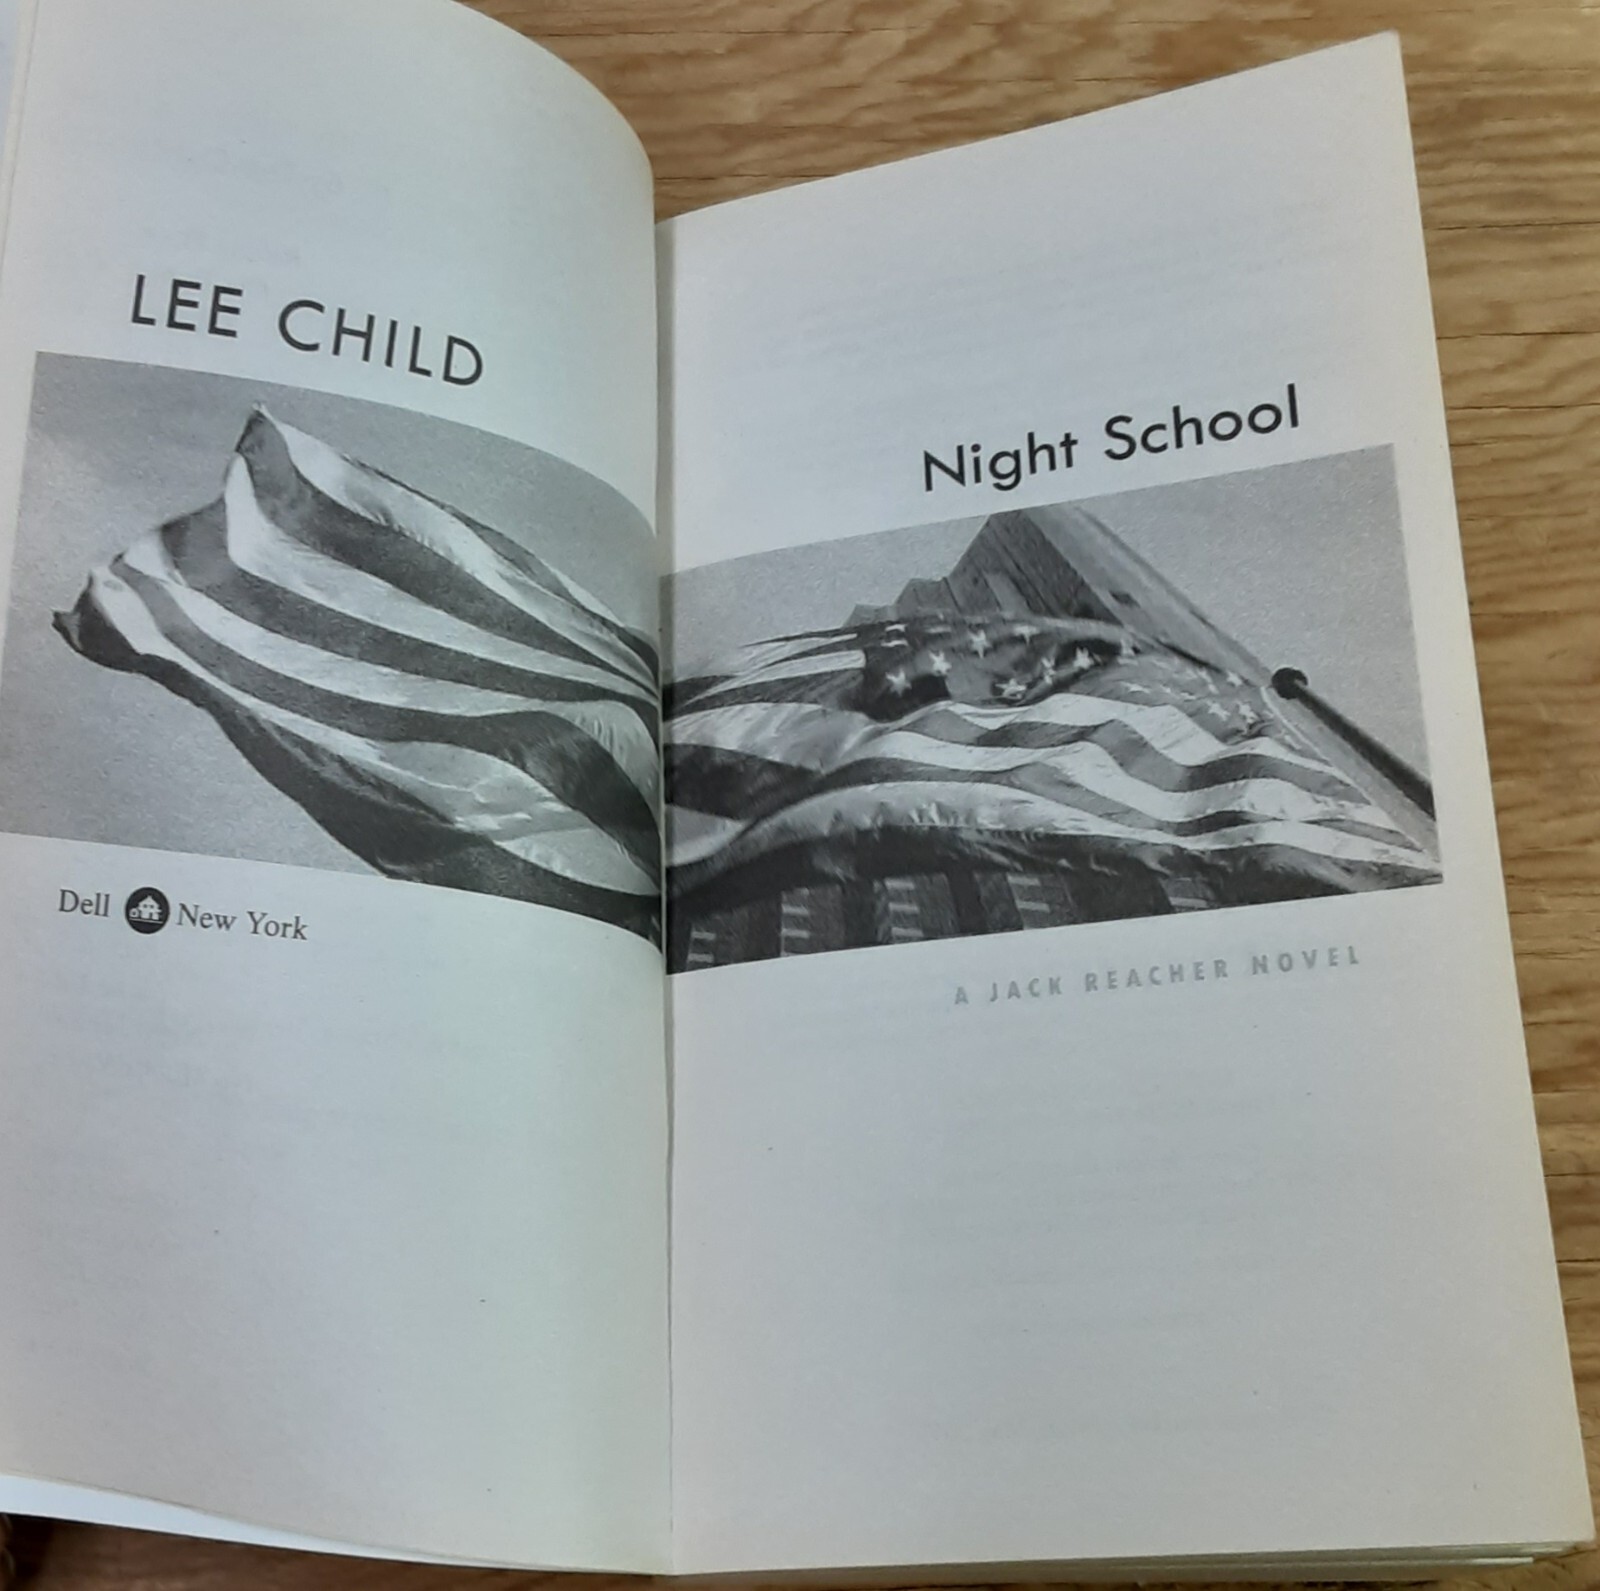 LEE CHILD
Dell New York
Night School
A JACK REACHER NOVEL